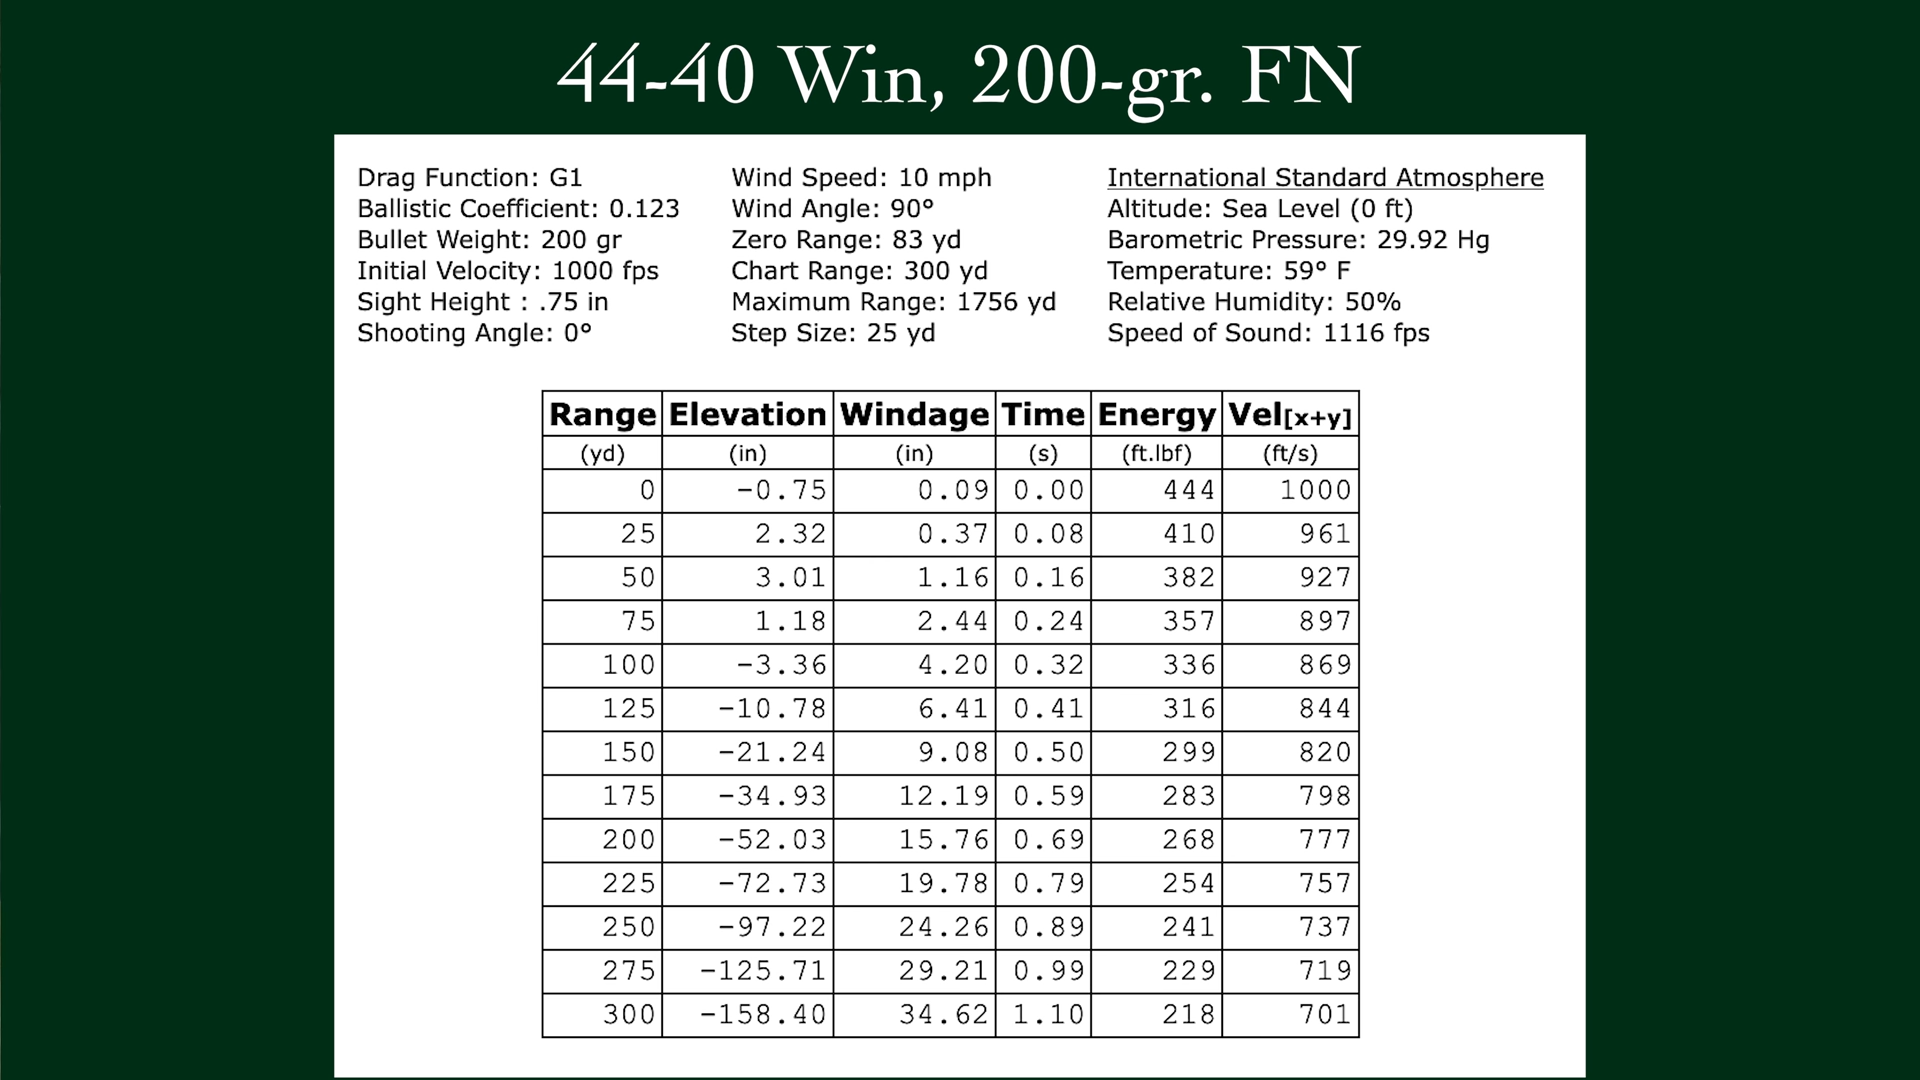 44-40 Win, 200-gr. FN
Drag Function: G1
Ballistic Coefficient: 0.123
Bullet Weight: 200 gr
Initial Velocity: 1000 fps
Sight Height : .75 in
Shooting Angle: 0°
Wind Speed: 10 mph
Wind Angle: 90°
Zero Range: 83 yd
Chart Range: 300 yd
Maximum Range: 1756 yd
Step Size: 25 yd
International Standard Atmosphere
Altitude: Sea Level (0 ft)
Barometric Pressure: 29.92 Hg
Temperature: 59° F
Relative Humidity: 50%
Speed of Sound: 1116 fps
Range Elevation Windage Time Energy Vel[x+y]
(yd) (in) (in) (s) (ft.lbf) (ft/s)
0 -0.75 0.09 0.00 444 1000
25 2.32 0.37 0.08 410 961
50 3.01 1.16 0.16 382 927
75 1.18 2.44 0.24 357 897
100 -3.36 4.20 0.32 336 869
125 -10.78 6.41 0.41 316 844
150 -21.24 9.08 0.50 299 820
175 -34.93 12.19 0.59 283 798
200 -52.03 15.76 0.69 268 777
225 -72.73 19.78 0.79 254 757
250 -97.22 24.26 0.89 241 737
275 -125.71 29.21 0.99 229 719
300 -158.40 34.62 1.10 218 701